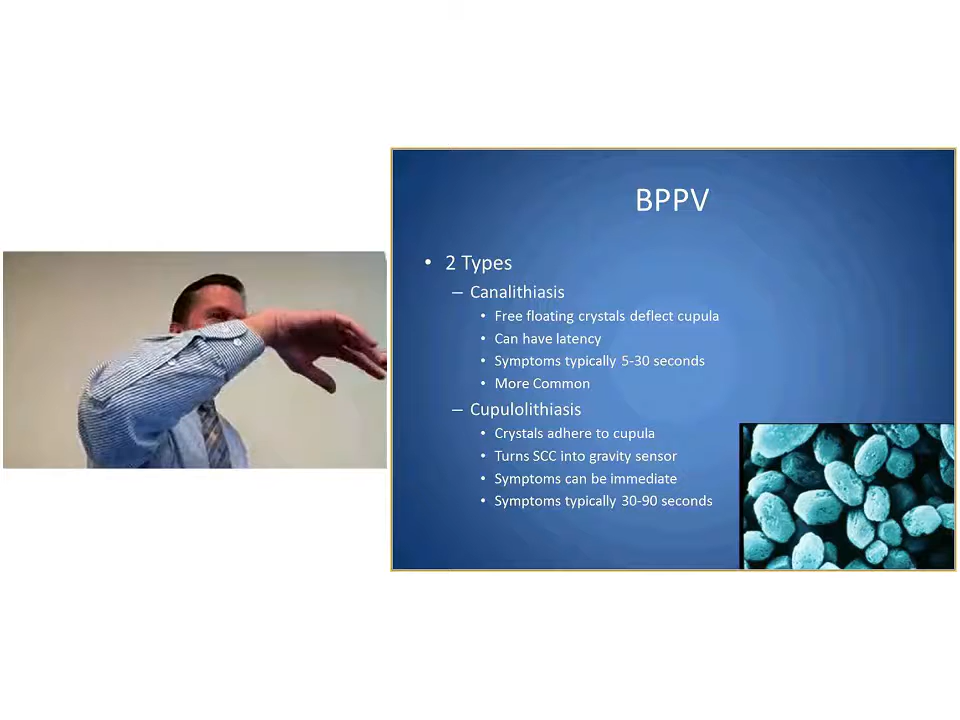 BPPV
• 2 Types
– Canalithiasis
• Free floating crystals deflect cupula
• Can have latency
• Symptoms typically 5-30 seconds
• More Common
– Cupulolithiasis
• Crystals adhere to cupula
• Turns SCC into gravity sensor
• Symptoms can be immediate
• Symptoms typically 30-90 seconds